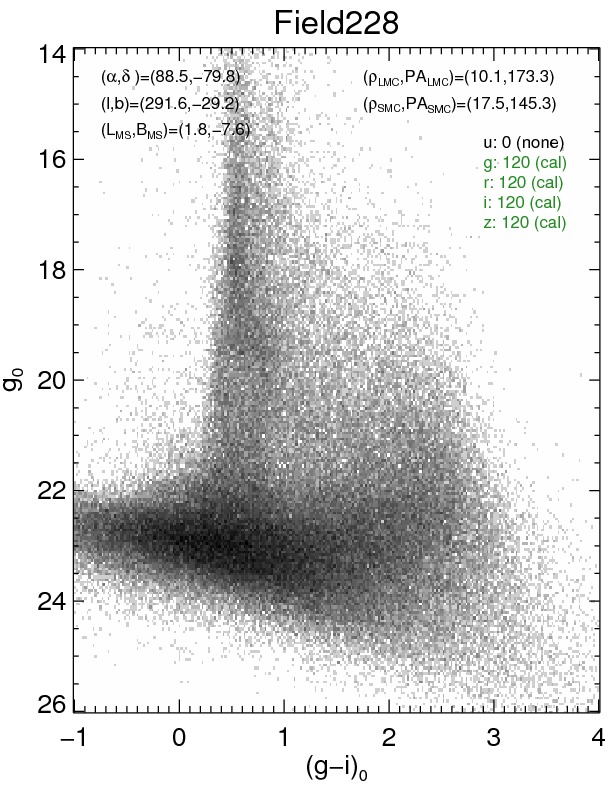 Field228
(α,δ)=(88.5,−79.8)
(ρLMC,PALMC)=(10.1,173.3)
(l,b)=(291.6,−29.2)
(ρSMC,PASMC)=(17.5,145.3)
(LMS,BMS)=(1.8,−7.6)
u: 0 (none)
g: 120 (cal)
r: 120 (cal)
i: 120 (cal)
z: 120 (cal)
14
16
18
20
22
24
26
g0
−1 0 1 2 3 4
(g−i)0